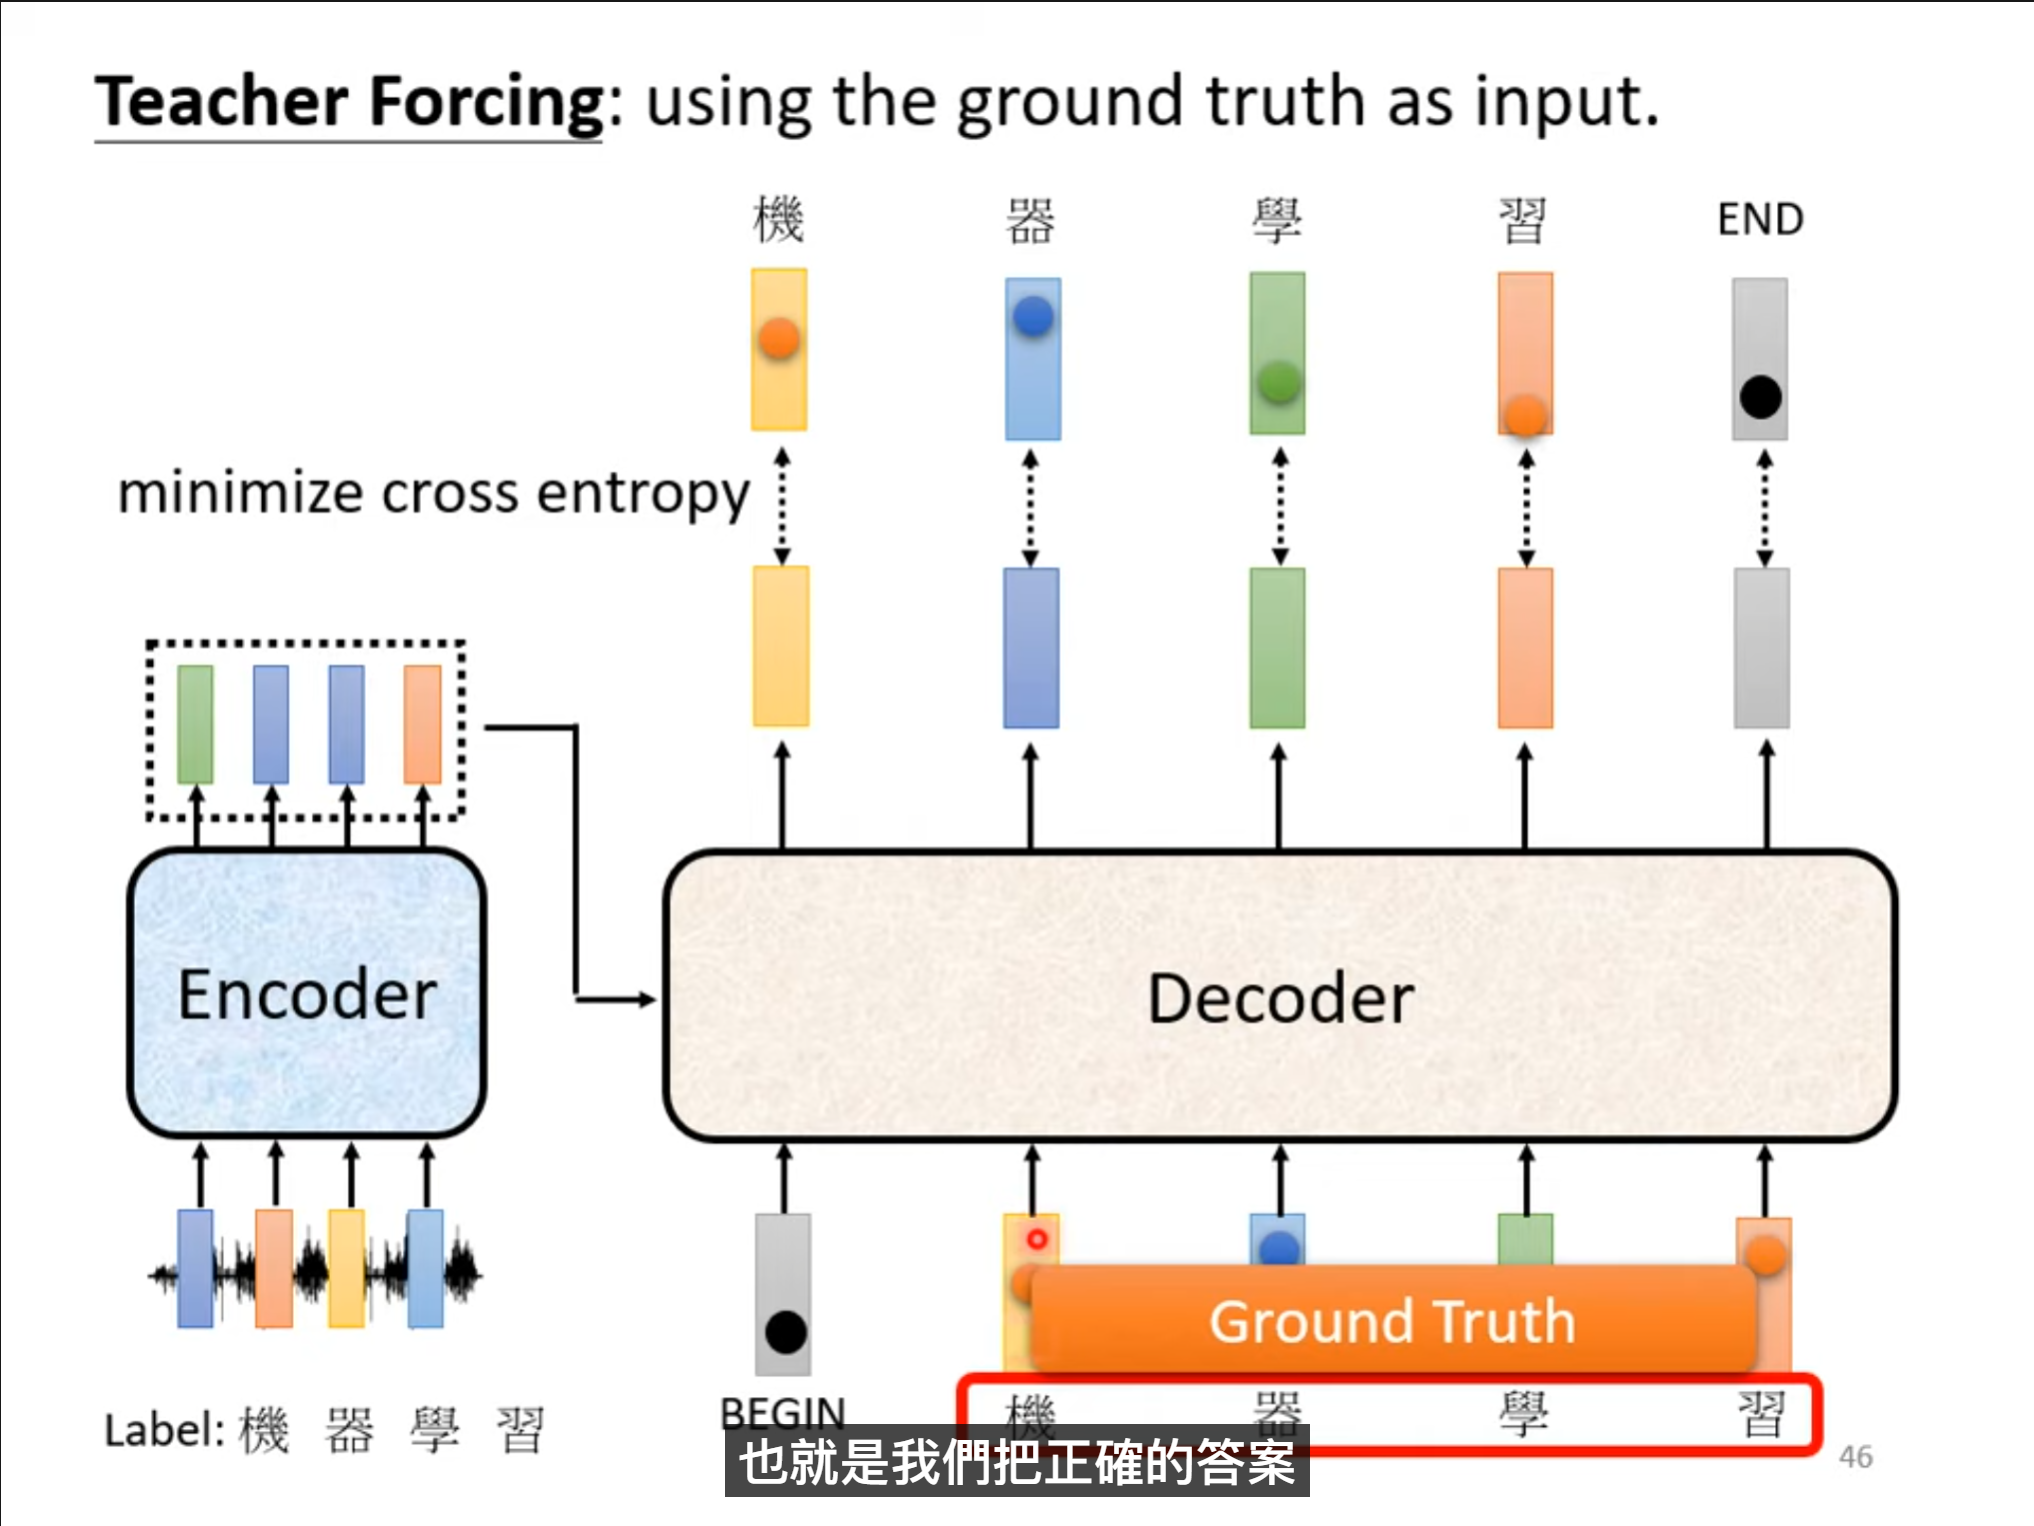 Teacher Forcing: using the ground truth as input.
機 器 學 習 END
minimize cross entropy
Encoder
Decoder
Ground Truth
Label: 機 器 學 習
BEGIN 機 器 學 習
也就是我們把正確的答案
46